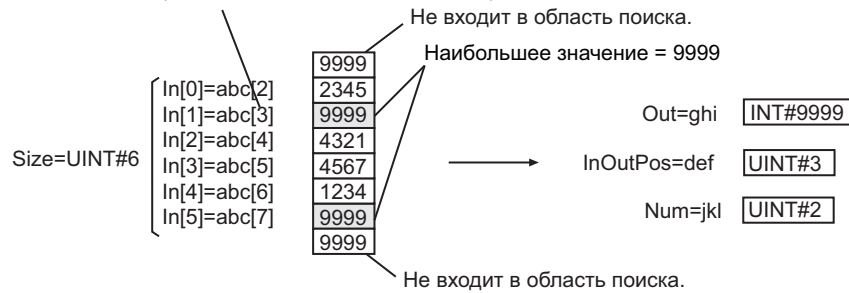 Не входит в область поиска.
Наибольшее значение = 9999
9999
In[0]=abc[2] 2345
In[1]=abc[3] 9999
In[2]=abc[4] 4321
In[3]=abc[5] 4567
In[4]=abc[6] 1234
In[5]=abc[7] 9999
9999
Size=UINT#6
Out=ghi INT#9999
InOutPos=def UINT#3
Num=jkl UINT#2
Не входит в область поиска.